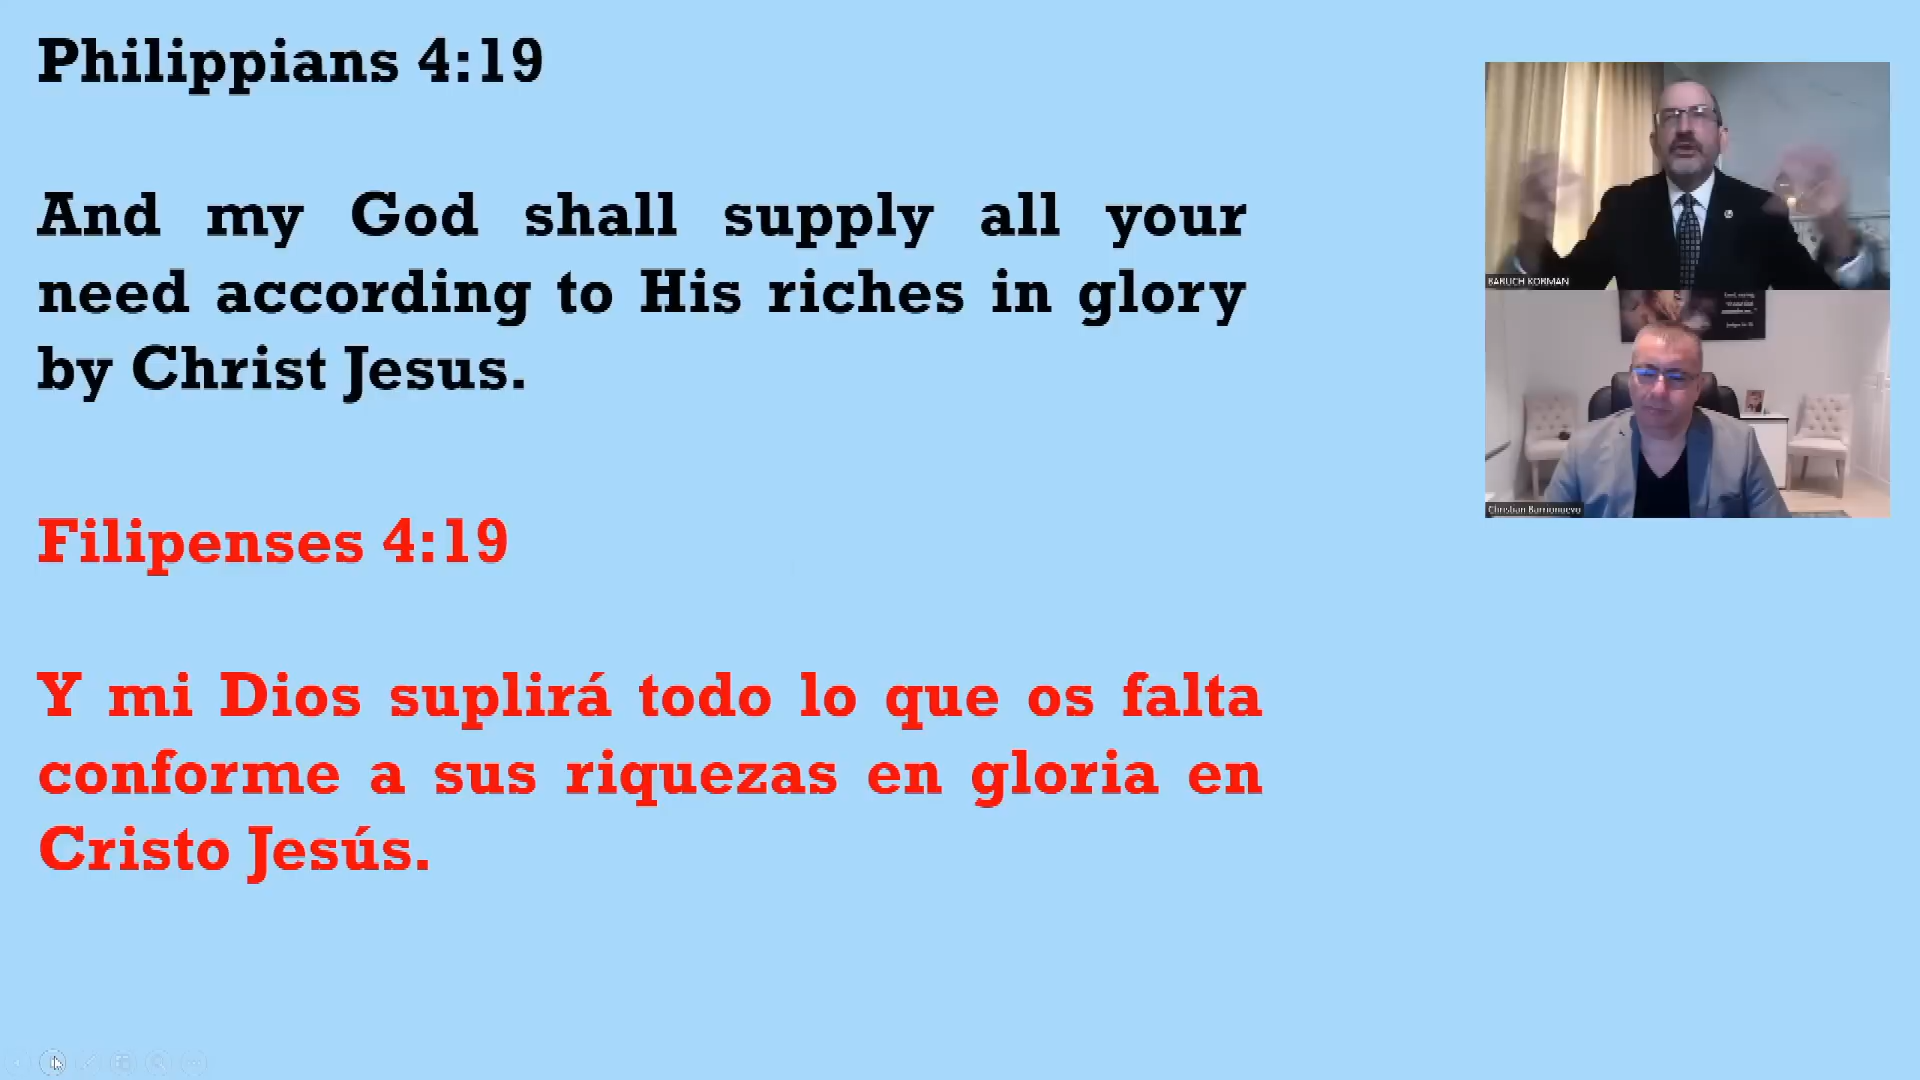 Philippians 4:19
And my God shall supply all your
need according to His riches in glory
by Christ Jesus.
Filipenses 4:19
Y mi Dios suplirá todo lo que os falta
conforme a sus riquezas en gloria en
Cristo Jesús.
BARUCH KORMAN
Christian Barrionuevo